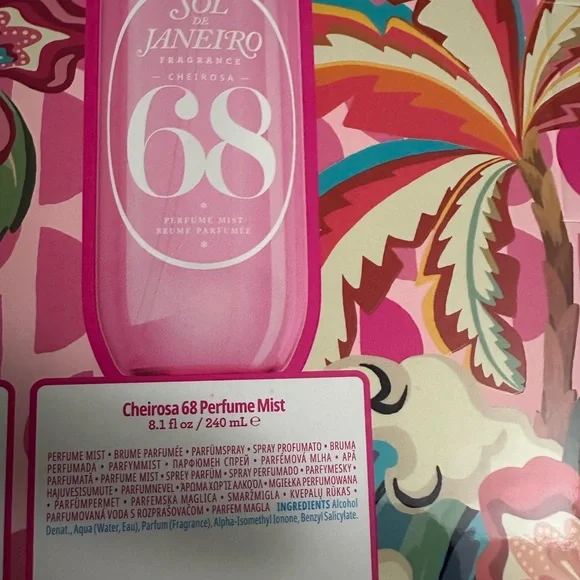 SOL
DE
JANEIRO
FRAGRANCE
CHEIROSA
68
PERFUME MIST
BRUME PARFUMÉE
Cheirosa 68 Perfume Mist
8.1 fl oz / 240 mL ℮
PERFUME MIST • BRUME PARFUMÉE • PARFÜMSPRAY • SPRAY PROFUMATO • BRUMA
PERFUMADA • PARFYMMIST • ПАРФЮМЕН СПРЕЙ • PARFÉMOVÁ MLHA • APĂ
PARFUMATĂ • PARFUME MIST • SPREY PARFÜM • SPRAY PERFUMADO • PARFYMESKY •
HAJUVESISUMUTE • PARFUMNEVEL • ΆΡΩΜΑ ΧΩΡΙΣ ΑΛΚΟΟΛ • MGIEŁKA PERFUMOWANA
• PARFÜMPERMET • PARFEMSKA MAGLICA • SMARŽMIGLA • KVEPALŲ RŪKAS •
PARFUMOVANÁ VODA S ROZPRAŠOVAČOM • PARFEM MAGLA INGREDIENTS Alcohol
Denat., Aqua (Water, Eau), Parfum (Fragrance), Alpha-Isomethyl Ionone, Benzyl Salicylate.